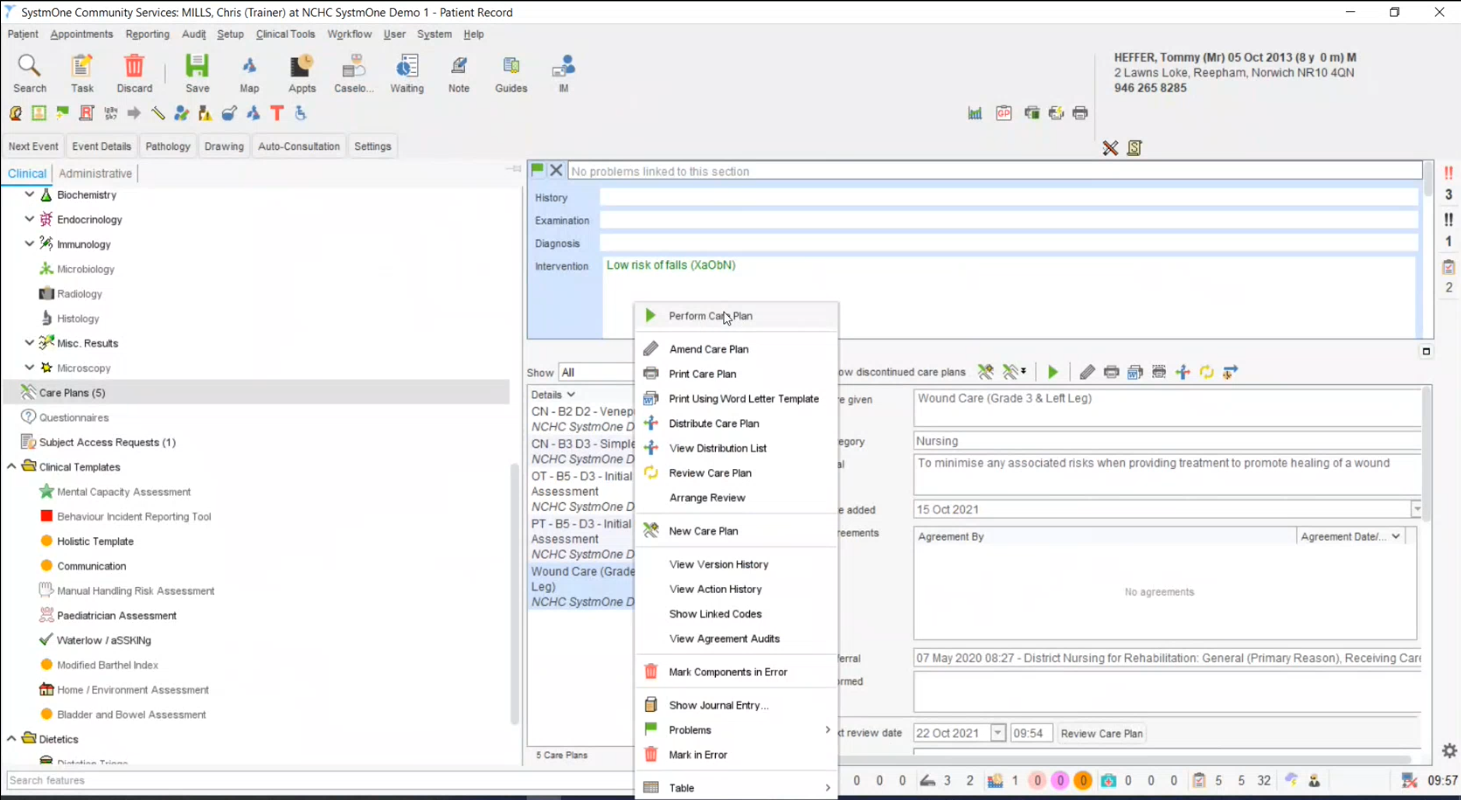 SystmOne Community Services: MILLS, Chris (Trainer) at NCHC SystmOne Demo 1 - Patient Record
Patient Appointments Reporting Audit Setup Clinical Tools Workflow User System Help
Search Task Discard Save Map Appts Caselo... Waiting Note Guides IM
HEFFER, Tommy (Mr) 05 Oct 2013 (8 y 0 m) M
2 Lawns Loke, Reepham, Norwich NR10 4QN
946 265 8285
Next Event Event Details Pathology Drawing Auto-Consultation Settings
Clinical Administrative
Biochemistry
Endocrinology
Immunology
Microbiology
Radiology
Histology
Misc. Results
Microscopy
Care Plans (5)
Questionnaires
Subject Access Requests (1)
Clinical Templates
Mental Capacity Assessment
Behaviour Incident Reporting Tool
Holistic Template
Communication
Manual Handling Risk Assessment
Paediatrician Assessment
Waterlow / aSSKINg
Modified Barthel Index
Home / Environment Assessment
Bladder and Bowel Assessment
Dietetics
Dietetion Triage
Search features
No problems linked to this section
History
Examination
Diagnosis
Intervention Low risk of falls (XaObN)
!! 3
!! 1
2
Show All
ow discontinued care plans
Details
CN - B2 D2 - Venep
NCHC SystmOne D
CN - B3 D3 - Simple
NCHC SystmOne D
OT - B5 - D3 - Initial
Assessment
NCHC SystmOne D
PT - B5 - D3 - Initial
Assessment
NCHC SystmOne D
Wound Care (Grade
Leg)
NCHC SystmOne D
5 Care Plans
Perform Care Plan
Amend Care Plan
Print Care Plan
Print Using Word Letter Template
Distribute Care Plan
View Distribution List
Review Care Plan
Arrange Review
New Care Plan
View Version History
View Action History
Show Linked Codes
View Agreement Audits
Mark Components in Error
Show Journal Entry...
Problems
Mark in Error
Table
re given Wound Care (Grade 3 & Left Leg)
egory Nursing
al To minimise any associated risks when providing treatment to promote healing of a wound
e added 15 Oct 2021
eements Agreement By Agreement Date/...
No agreements
erral 07 May 2020 08:27 - District Nursing for Rehabilitation: General (Primary Reason), Receiving Care
rmed
xt review date 22 Oct 2021 09:54 Review Care Plan
0 0 0 3 2 1 0 0 0 0 0 0 5 5 32 09:57